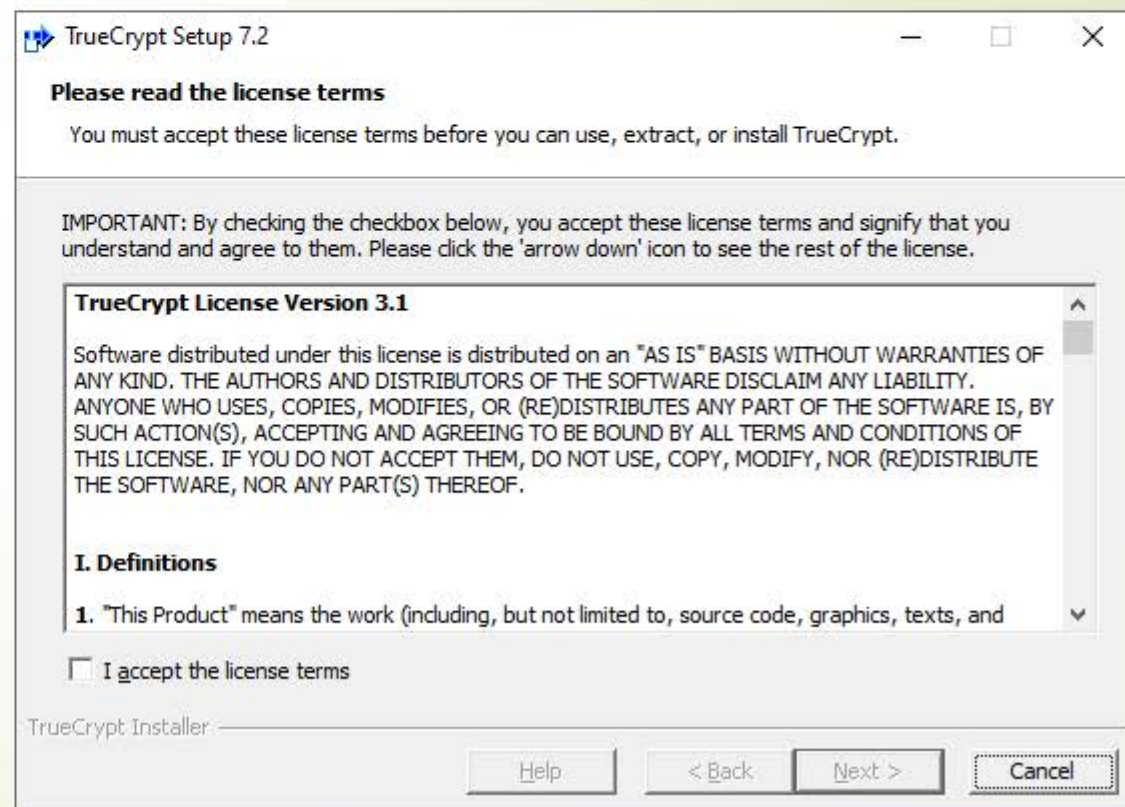 TrueCrypt Setup 7.2
Please read the license terms
You must accept these license terms before you can use, extract, or install TrueCrypt.
IMPORTANT: By checking the checkbox below, you accept these license terms and signify that you
understand and agree to them. Please click the 'arrow down' icon to see the rest of the license.
TrueCrypt License Version 3.1
Software distributed under this license is distributed on an "AS IS" BASIS WITHOUT WARRANTIES OF
ANY KIND. THE AUTHORS AND DISTRIBUTORS OF THE SOFTWARE DISCLAIM ANY LIABILITY.
ANYONE WHO USES, COPIES, MODIFIES, OR (RE)DISTRIBUTES ANY PART OF THE SOFTWARE IS, BY
SUCH ACTION(S), ACCEPTING AND AGREEING TO BE BOUND BY ALL TERMS AND CONDITIONS OF
THIS LICENSE. IF YOU DO NOT ACCEPT THEM, DO NOT USE, COPY, MODIFY, NOR (RE)DISTRIBUTE
THE SOFTWARE, NOR ANY PART(S) THEREOF.
I. Definitions
1. "This Product" means the work (including, but not limited to, source code, graphics, texts, and
I accept the license terms
TrueCrypt Installer
Help
< Back
Next >
Cancel